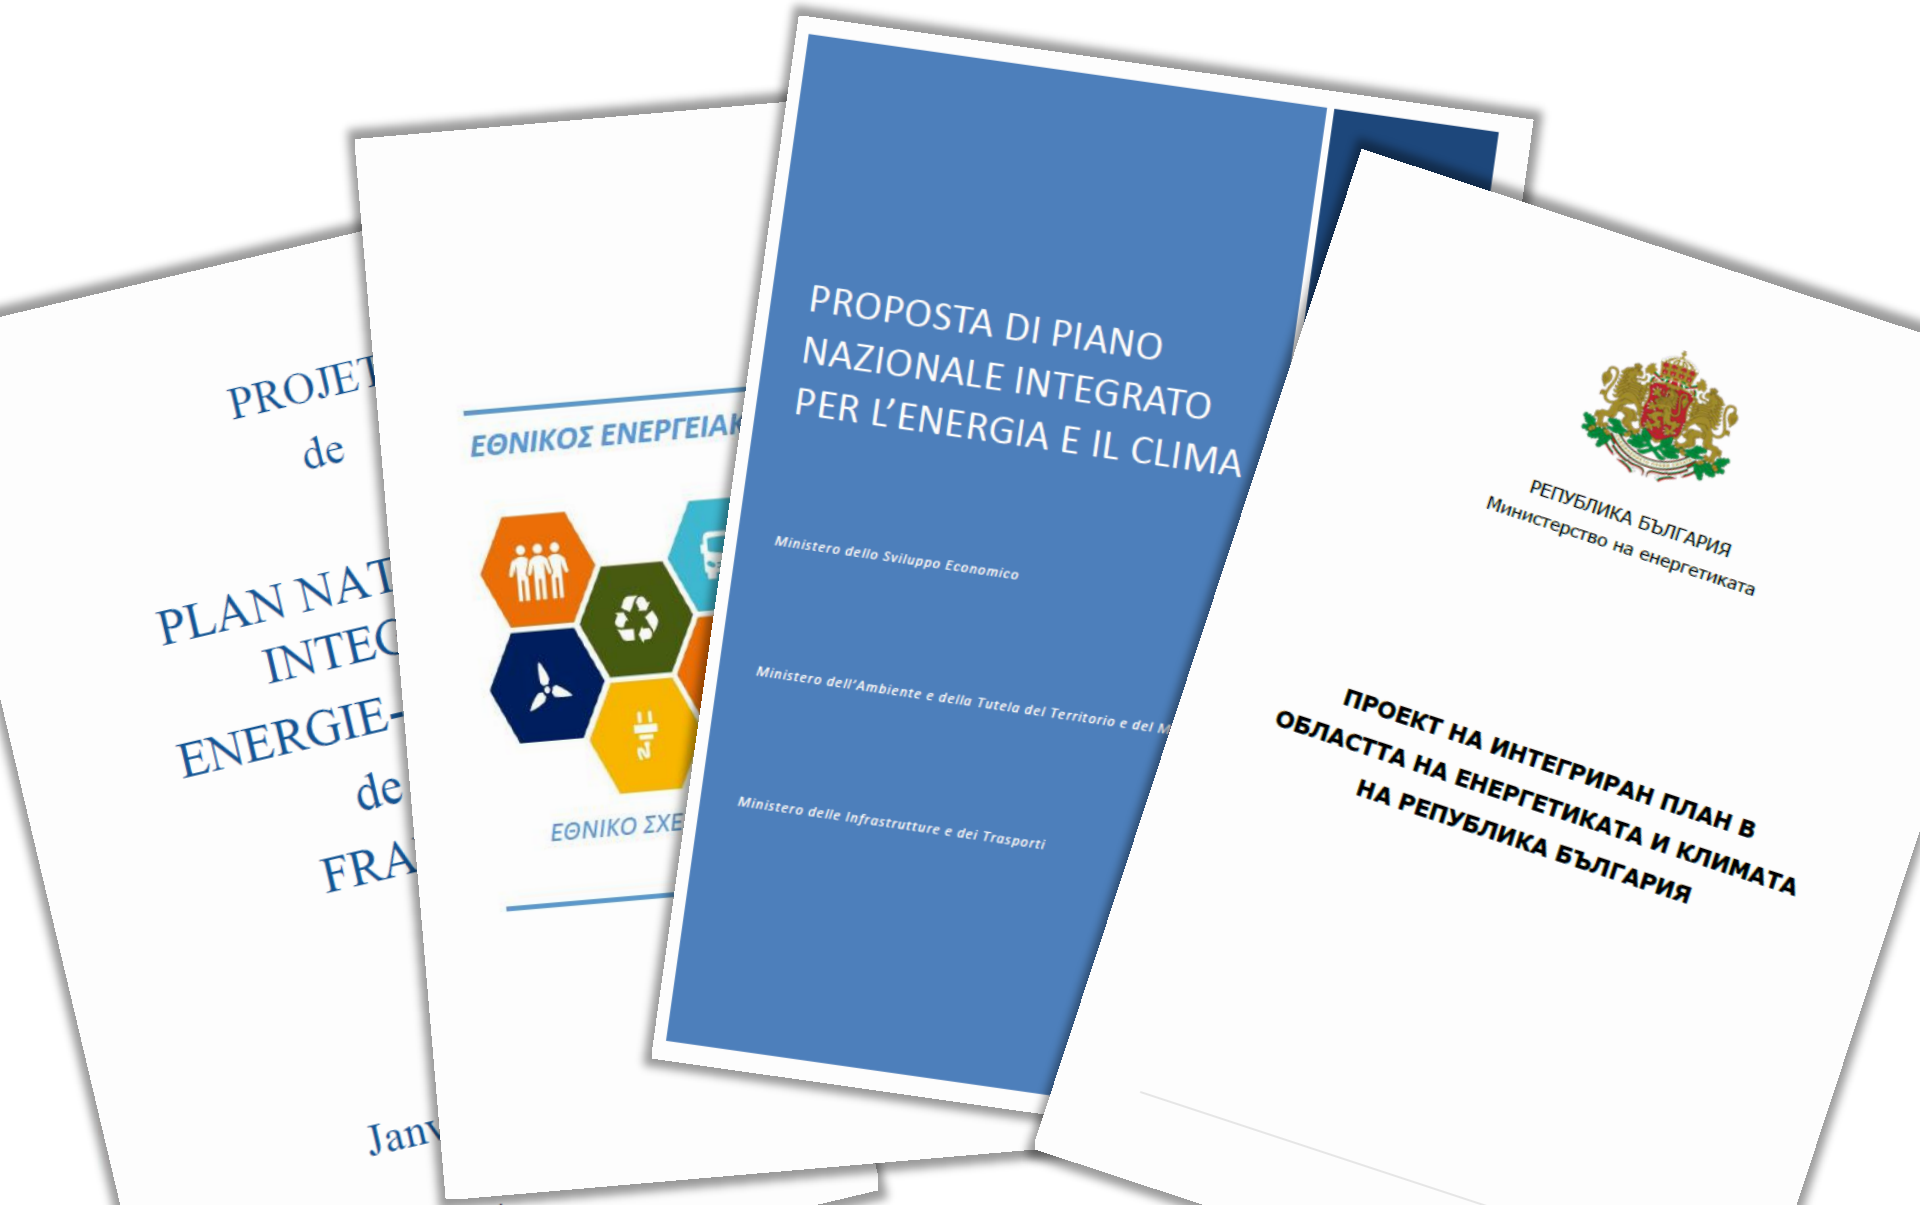 PROJET
de
PLAN NAT
INTEG
ENERGIE-
de
FRA
Janv
ΕΘΝΙΚΟΣ ΕΝΕΡΓΕΙΑΚ
ΕΘΝΙΚΟ ΣΧΕ
PROPOSTA DI PIANO
NAZIONALE INTEGRATO
PER L’ENERGIA E IL CLIMA
Ministero dello Sviluppo Economico
Ministero dell’Ambiente e della Tutela del Territorio e del M
Ministero delle Infrastrutture e dei Trasporti
РЕПУБЛИКА БЪЛГАРИЯ
Министерство на енергетиката
ПРОЕКТ НА ИНТЕГРИРАН ПЛАН В
ОБЛАСТТА НА ЕНЕРГЕТИКАТА И КЛИМАТА
НА РЕПУБЛИКА БЪЛГАРИЯ